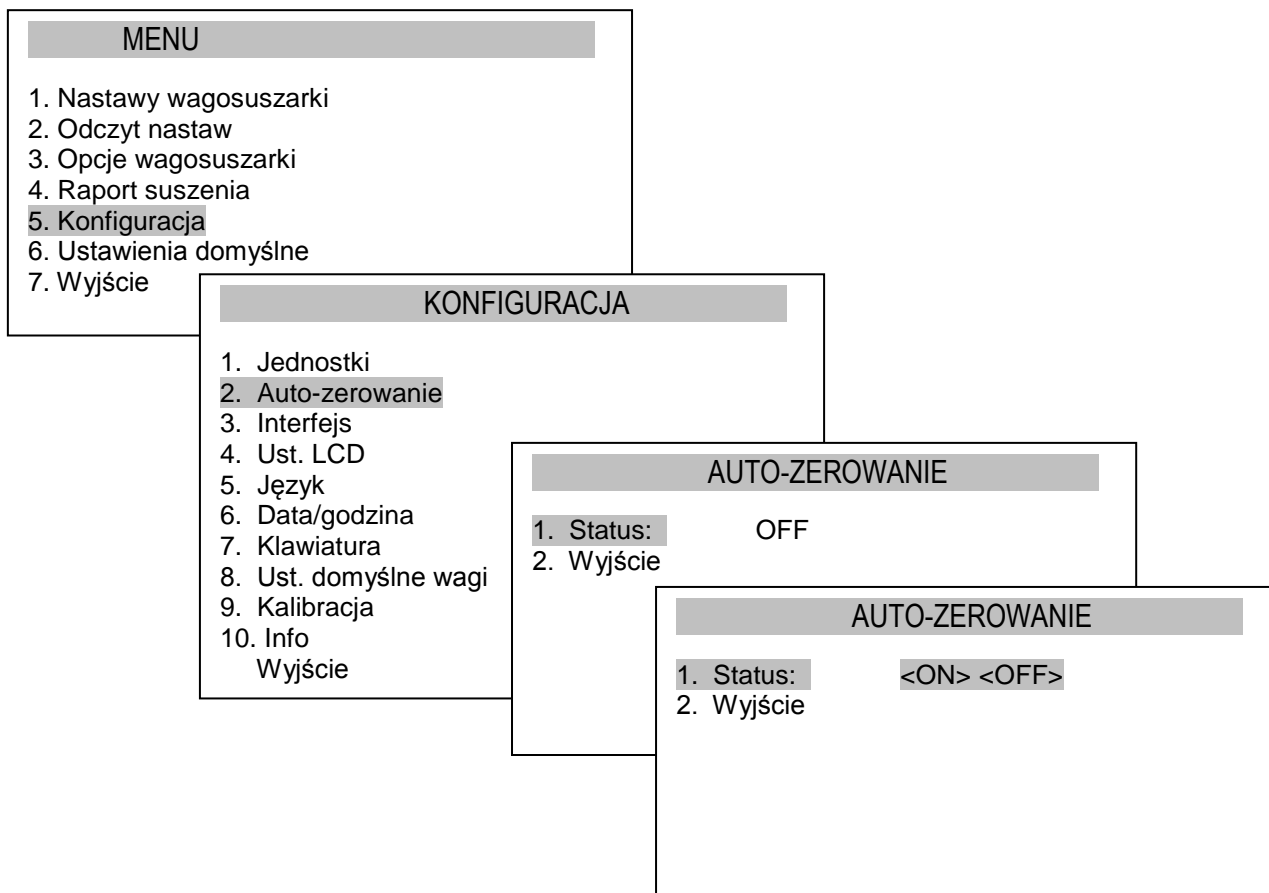 MENU
1. Nastawy wagosuszarki
2. Odczyt nastaw
3. Opcje wagosuszarki
4. Raport suszenia
5. Konfiguracja
6. Ustawienia domyślne
7. Wyjście
KONFIGURACJA
1. Jednostki
2. Auto-zerowanie
3. Interfejs
4. Ust. LCD
5. Język
6. Data/godzina
7. Klawiatura
8. Ust. domyślne wagi
9. Kalibracja
10. Info
Wyjście
AUTO-ZEROWANIE
1. Status: OFF
2. Wyjście
AUTO-ZEROWANIE
1. Status: <ON> <OFF>
2. Wyjście